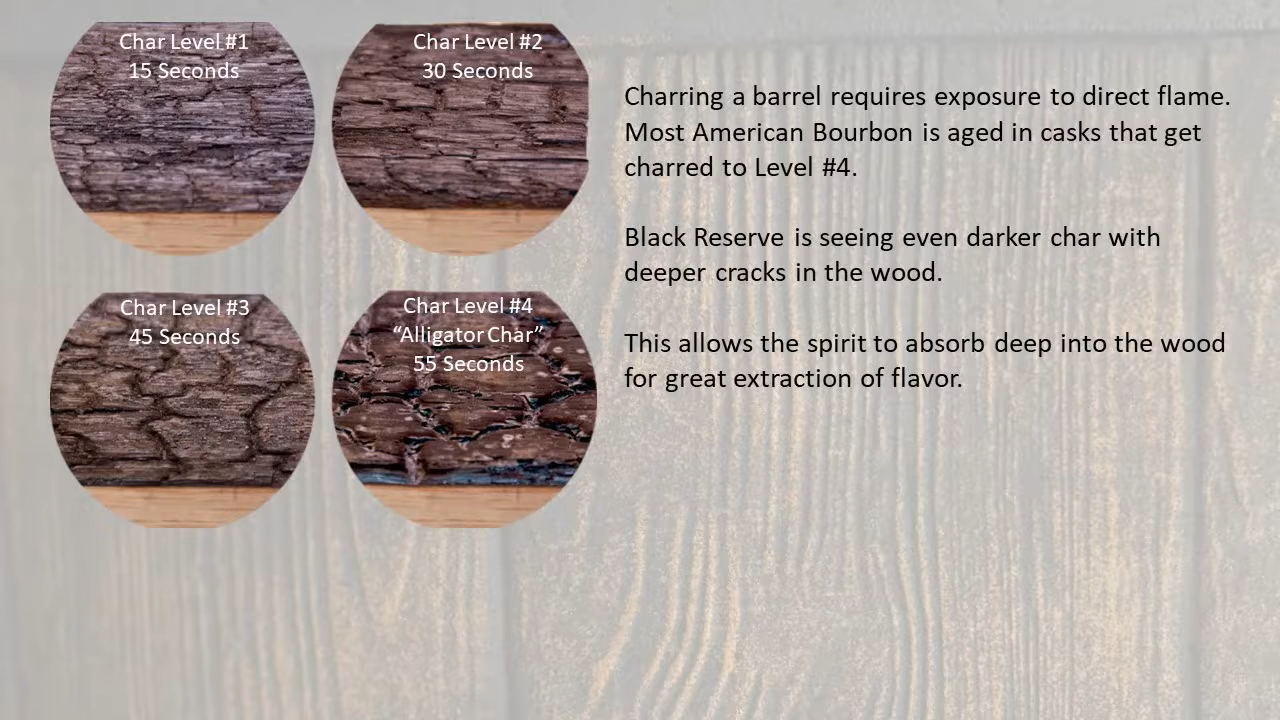 Char Level #1
15 Seconds
Char Level #2
30 Seconds
Char Level #3
45 Seconds
Char Level #4
“Alligator Char”
55 Seconds
Charring a barrel requires exposure to direct flame.
Most American Bourbon is aged in casks that get
charred to Level #4.
Black Reserve is seeing even darker char with
deeper cracks in the wood.
This allows the spirit to absorb deep into the wood
for great extraction of flavor.